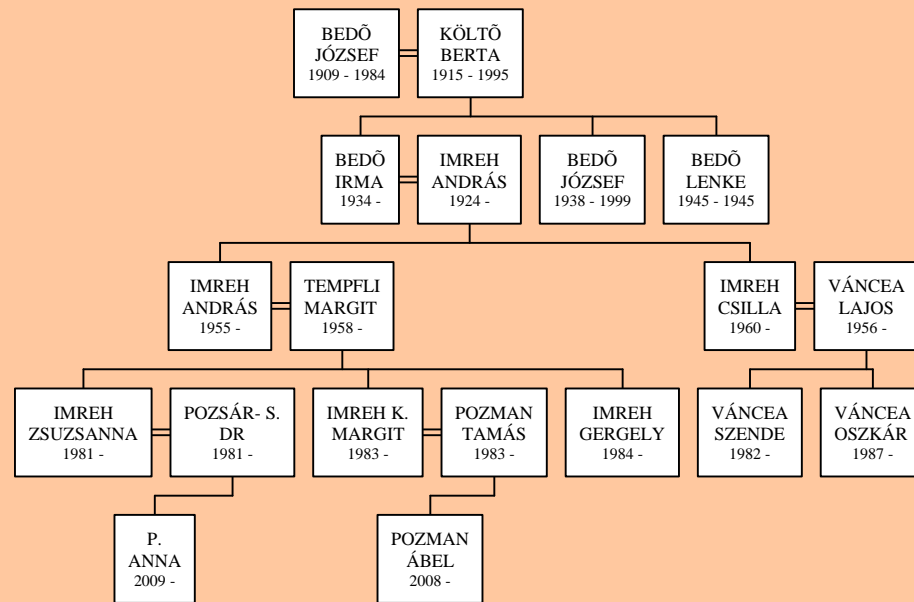 BEDÕ
JÓZSEF
1909 - 1984
KÖLTÕ
BERTA
1915 - 1995
BEDÕ
IRMA
1934 -
IMREH
ANDRÁS
1924 -
BEDÕ
JÓZSEF
1938 - 1999
BEDÕ
LENKE
1945 - 1945
IMREH
ANDRÁS
1955 -
TEMPFLI
MARGIT
1958 -
IMREH
CSILLA
1960 -
VÁNCEA
LAJOS
1956 -
IMREH
ZSUZSANNA
1981 -
POZSÁR- S.
DR
1981 -
IMREH K.
MARGIT
1983 -
POZMAN
TAMÁS
1983 -
IMREH
GERGELY
1984 -
VÁNCEA
SZENDE
1982 -
VÁNCEA
OSZKÁR
1987 -
P.
ANNA
2009 -
POZMAN
ÁBEL
2008 -